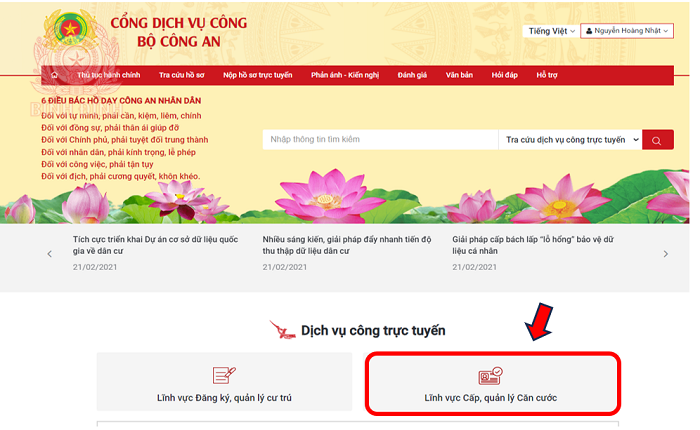 CỔNG DỊCH VỤ CÔNG
BỘ CÔNG AN
Tiếng Việt
Nguyễn Hoàng Nhật
Thủ tục hành chính
Tra cứu hồ sơ
Nộp hồ sơ trực tuyến
Phản ánh - Kiến nghị
Đánh giá
Văn bản
Hỏi đáp
Hỗ trợ
6 ĐIỀU BÁC HỒ DẠY CÔNG AN NHÂN DÂN
Đối với tự mình, phải cần, kiệm, liêm, chính
Đối với đồng sự, phải thân ái giúp đỡ
Đối với Chính phủ, phải tuyệt đối trung thành
Đối với nhân dân, phải kính trọng, lễ phép
Đối với công việc, phải tận tụy
Đối với địch, phải cương quyết, khôn khéo.
Nhập thông tin tìm kiếm
Tra cứu dịch vụ công trực tuyến
Tích cực triển khai Dự án cơ sở dữ liệu quốc
gia về dân cư
21/02/2021
Nhiều sáng kiến, giải pháp đẩy nhanh tiến độ
thu thập dữ liệu dân cư
21/02/2021
Giải pháp cấp bách lấp "lỗ hổng" bảo vệ dữ
liệu cá nhân
21/02/2021
Dịch vụ công trực tuyến
Lĩnh vực Đăng ký, quản lý cư trú
Lĩnh vực Cấp, quản lý Căn cước